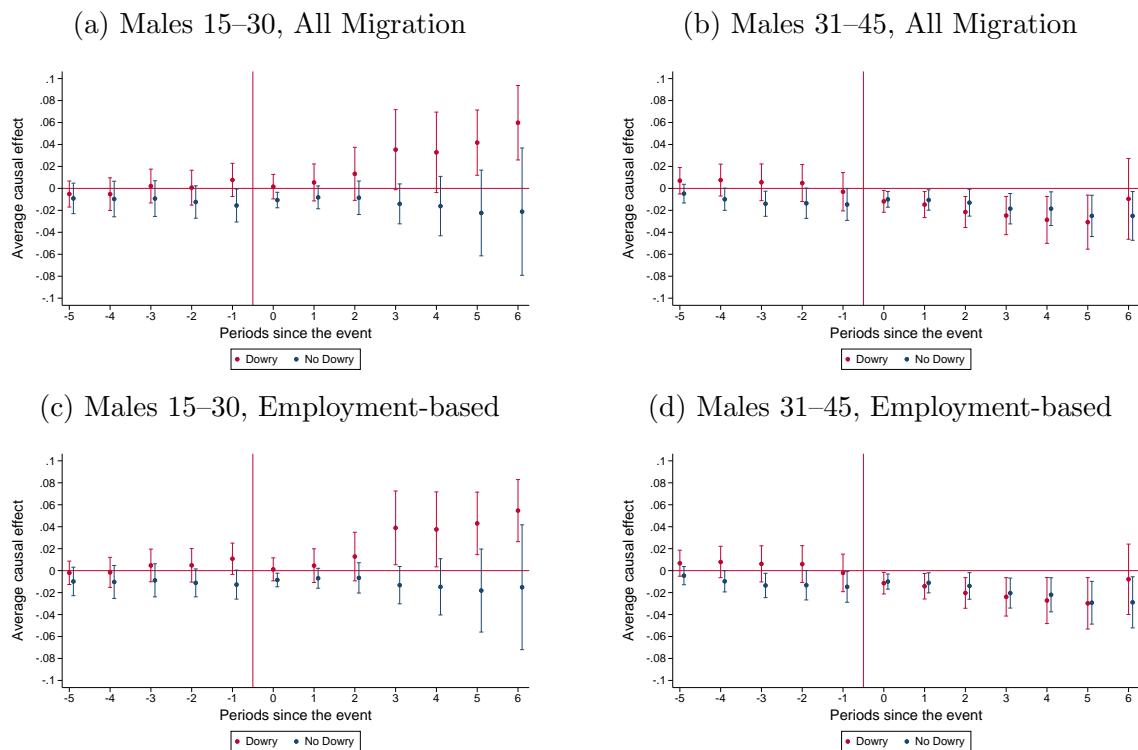 (a) Males 15–30, All Migration
Average causal effect
.1
.08
.06
.04
.02
0
-.02
-.04
-.06
-.08
-.1
-5 -4 -3 -2 -1 0 1 2 3 4 5 6
Periods since the event
Dowry No Dowry
(b) Males 31–45, All Migration
Average causal effect
.1
.08
.06
.04
.02
0
-.02
-.04
-.06
-.08
-.1
-5 -4 -3 -2 -1 0 1 2 3 4 5 6
Periods since the event
Dowry No Dowry
(c) Males 15–30, Employment-based
Average causal effect
.1
.08
.06
.04
.02
0
-.02
-.04
-.06
-.08
-.1
-5 -4 -3 -2 -1 0 1 2 3 4 5 6
Periods since the event
Dowry No Dowry
(d) Males 31–45, Employment-based
Average causal effect
.1
.08
.06
.04
.02
0
-.02
-.04
-.06
-.08
-.1
-5 -4 -3 -2 -1 0 1 2 3 4 5 6
Periods since the event
Dowry No Dowry